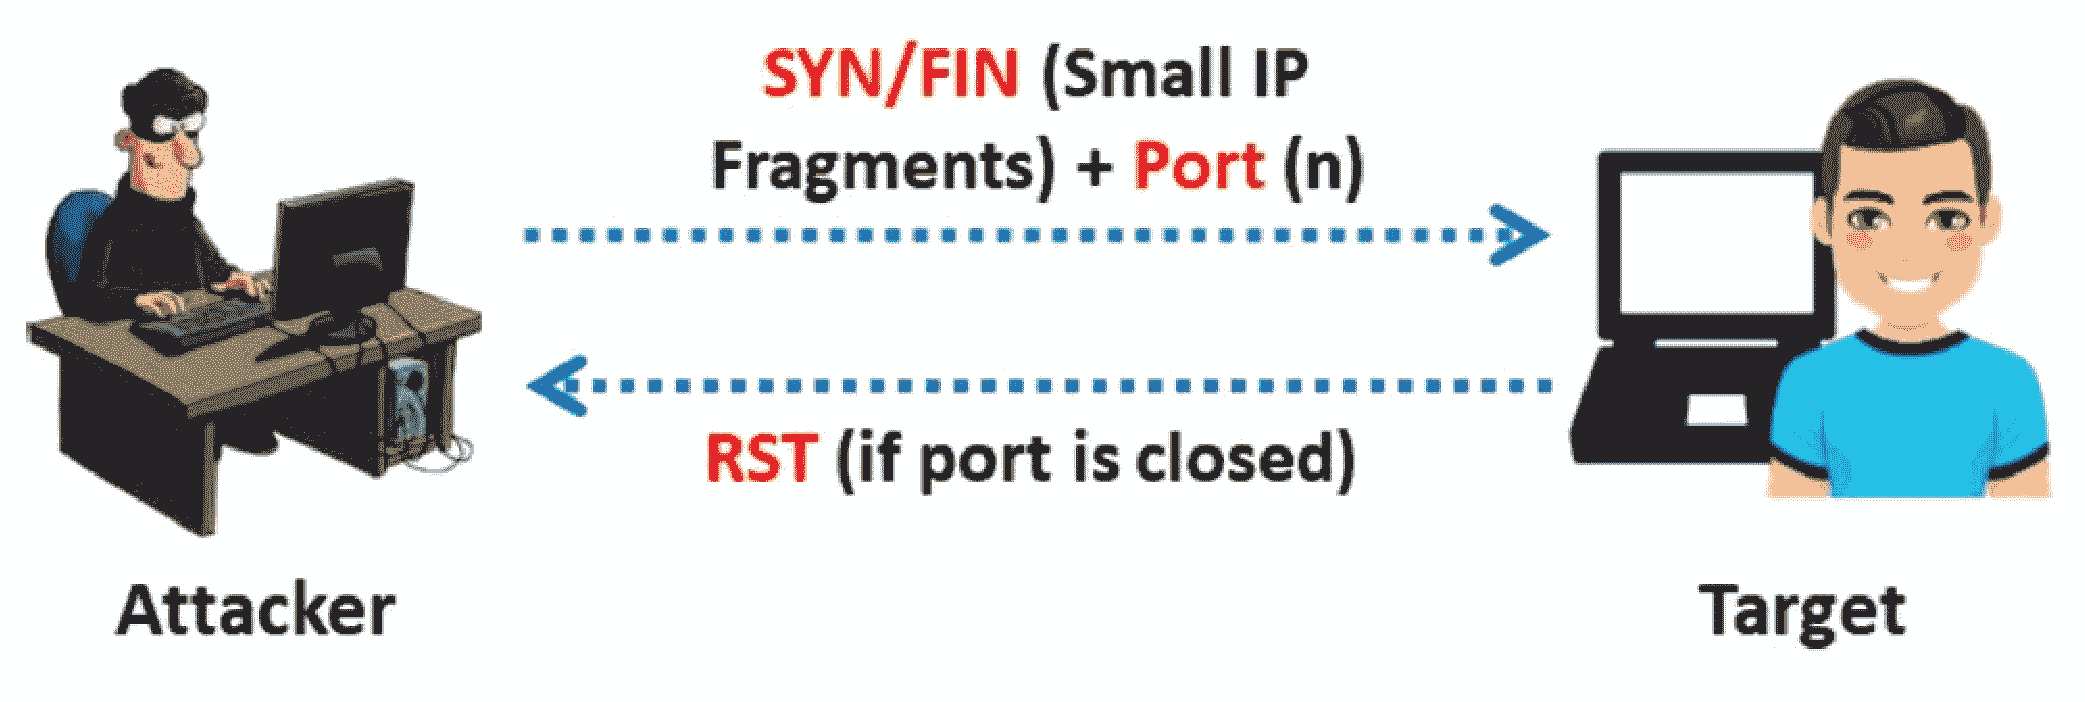 SYN/FIN (Small IP
Fragments) + Port (n)
RST (if port is closed)
Attacker
Target